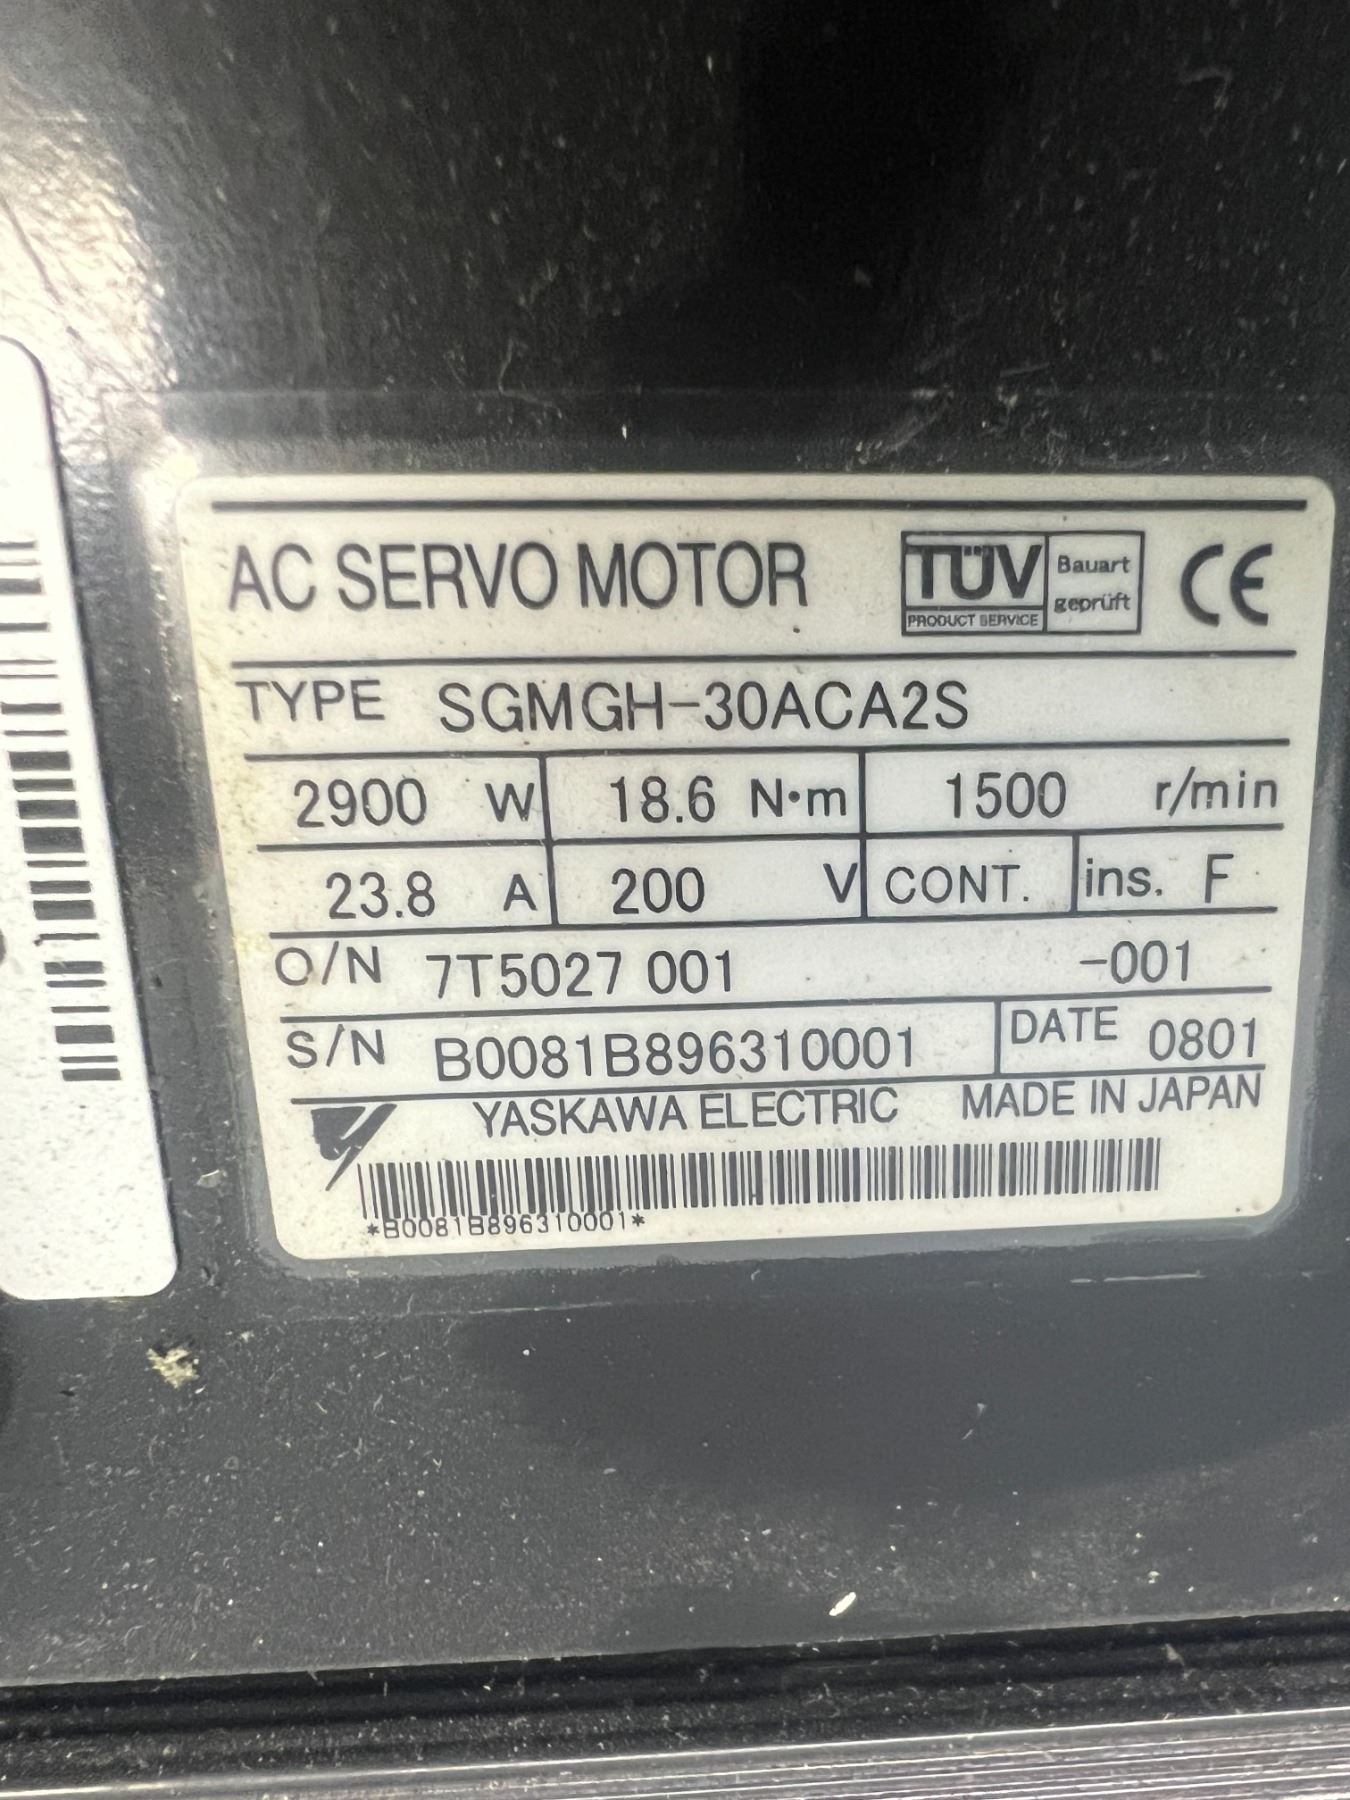 AC SERVO MOTOR
TÜV
PRODUCT SERVICE
Bauart
geprüft
CE
TYPE SGMGH-30ACA2S
2900 W 18.6 N•m 1500 r/min
23.8 A 200 V CONT. ins. F
O/N 7T5027 001 -001
S/N B0081B896310001 DATE 0801
YASKAWA ELECTRIC MADE IN JAPAN
*B0081B896310001*